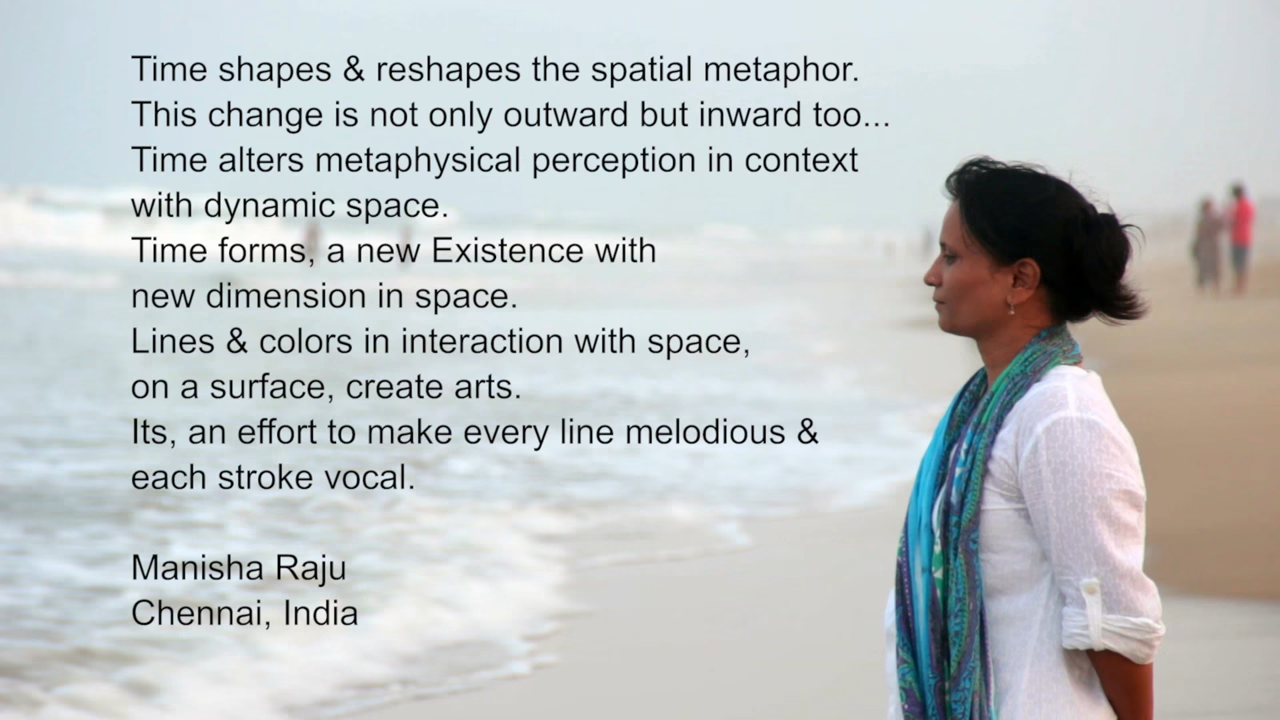 Time shapes & reshapes the spatial metaphor.
This change is not only outward but inward too...
Time alters metaphysical perception in context
with dynamic space.
Time forms, a new Existence with
new dimension in space.
Lines & colors in interaction with space,
on a surface, create arts.
Its, an effort to make every line melodious &
each stroke vocal.
Manisha Raju
Chennai, India